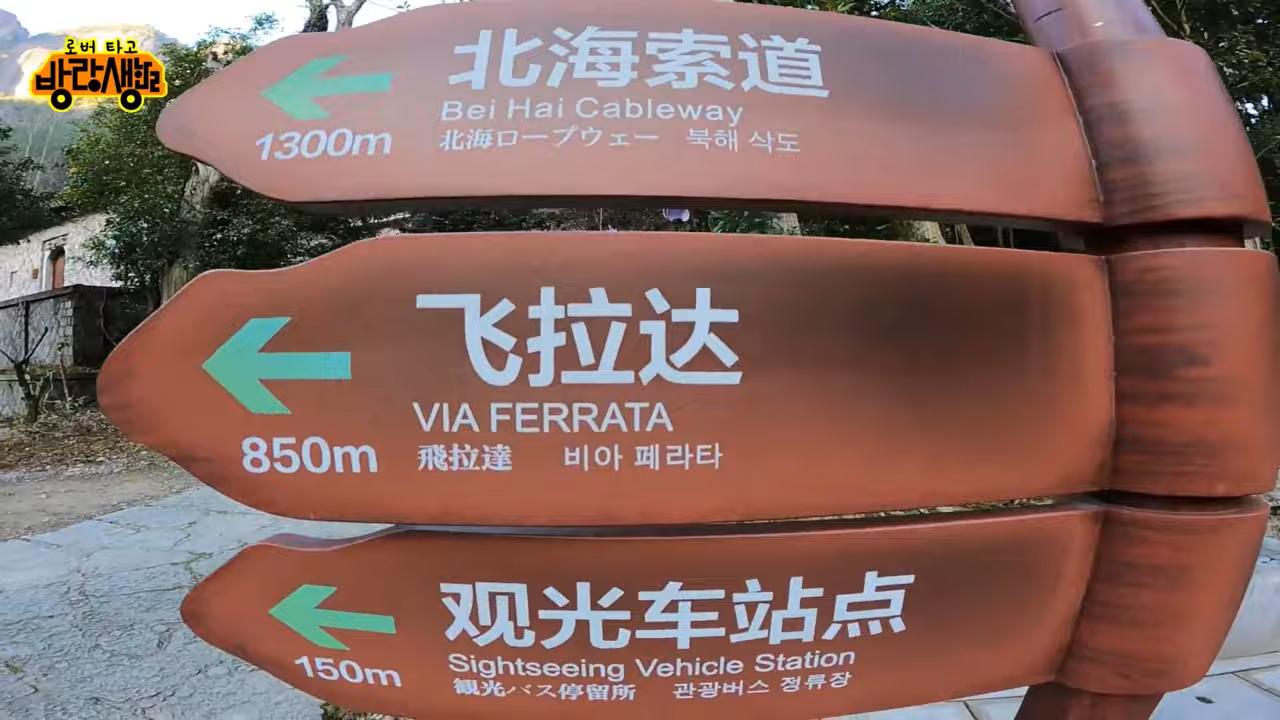 로버 타고
바랑생활
北海索道
Bei Hai Cableway
北海ロープウェー 북해 삭도
1300m
飞拉达
VIA FERRATA
飛拉達 비아 페라타
850m
观光车站点
Sightseeing Vehicle Station
観光バス停留所 관광버스 정류장
150m